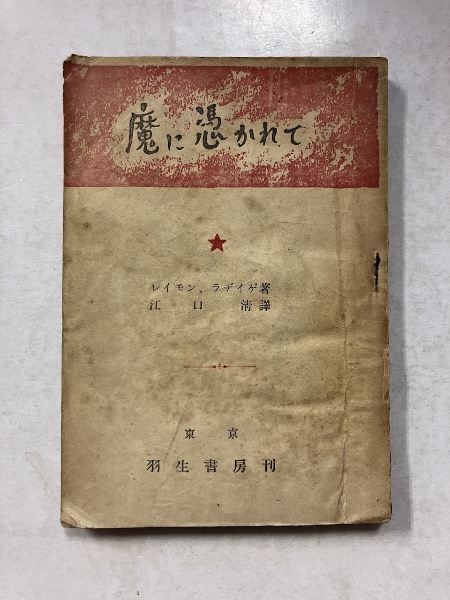 魔に憑かれて
レイモン、ラデイゲ著
江口清譯
東京
羽生書房刊